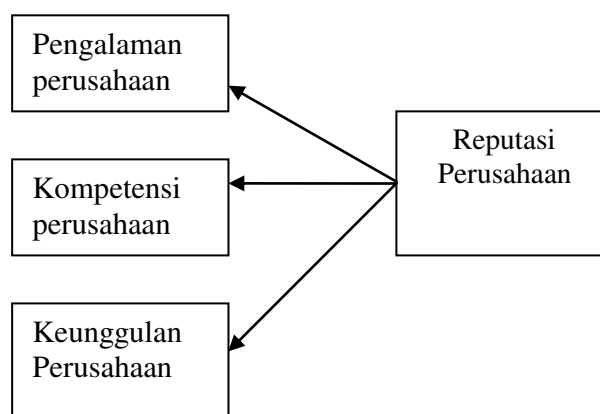 Pengalaman
perusahaan
Kompetensi
perusahaan
Keunggulan
Perusahaan
Reputasi
Perusahaan